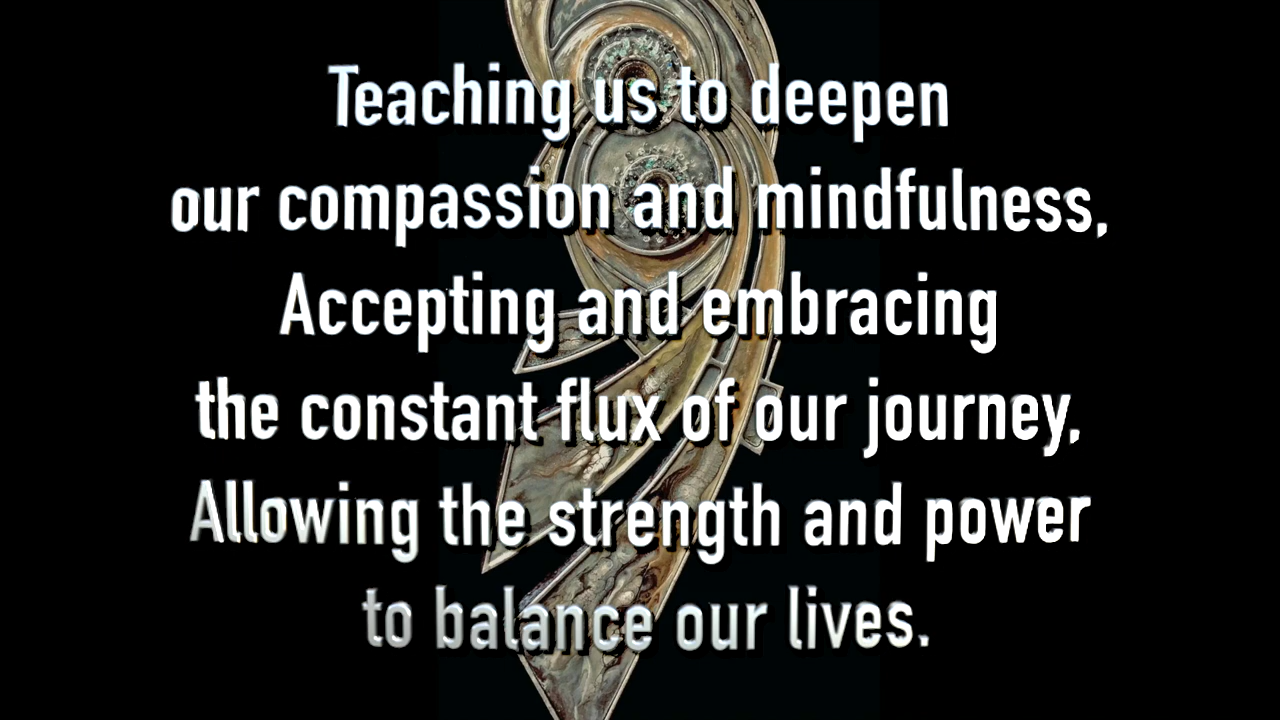 Teaching us to deepen
our compassion and mindfulness,
Accepting and embracing
the constant flux of our journey,
Allowing the strength and power
to balance our lives.